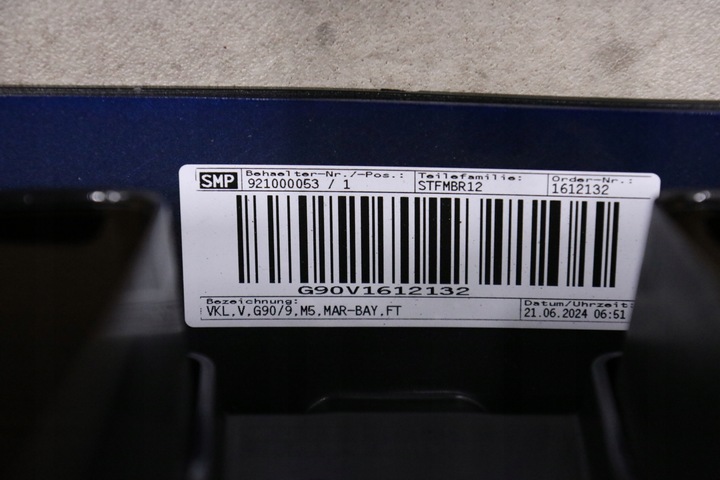 SMP
Behaelter-Nr./-Pos.: Teilefamilie: Order-Nr.:
921000053 / 1 STFMBR12 1612132
G90V1612132
Bezeichnung: Datum/Uhrzeit:
VKL,V,G90/9,M5,MAR-BAY,FT 21.06.2024 06:51